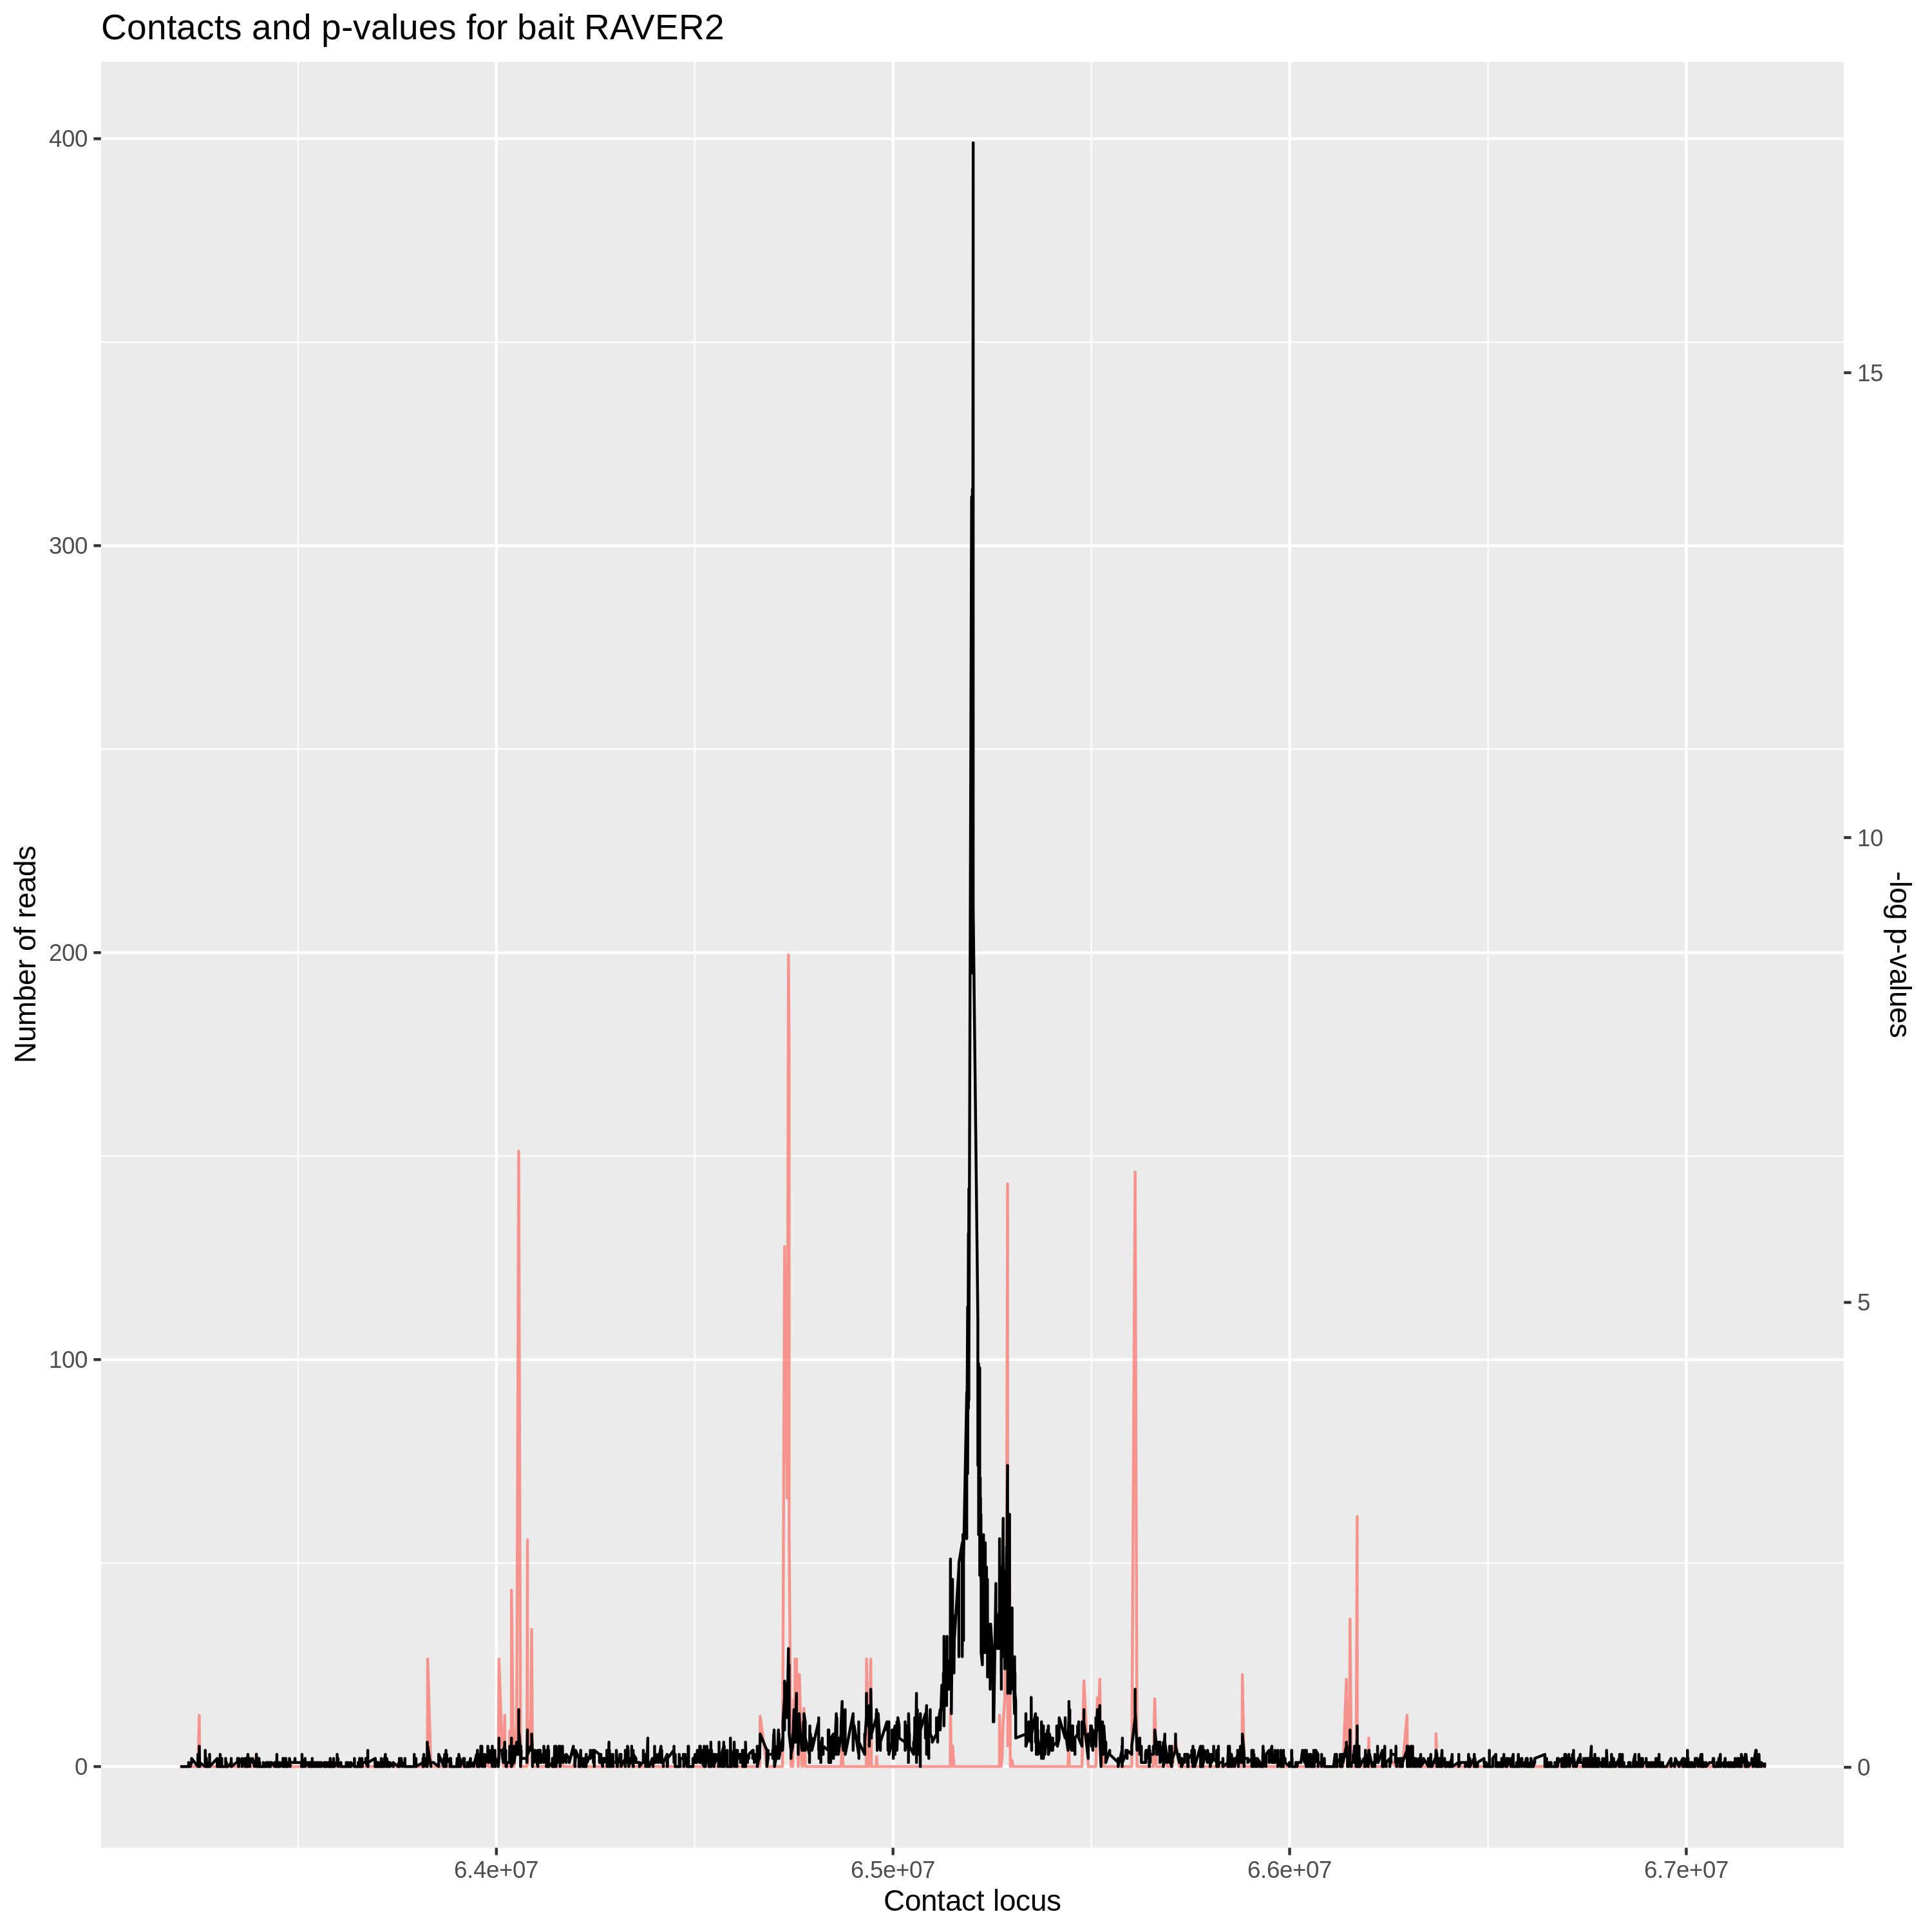 Contacts and p-values for bait RAVER2
400
300
200
100
0
Number of reads
15
10
5
0
-log p-values
6.4e+07
6.5e+07
6.6e+07
6.7e+07
Contact locus